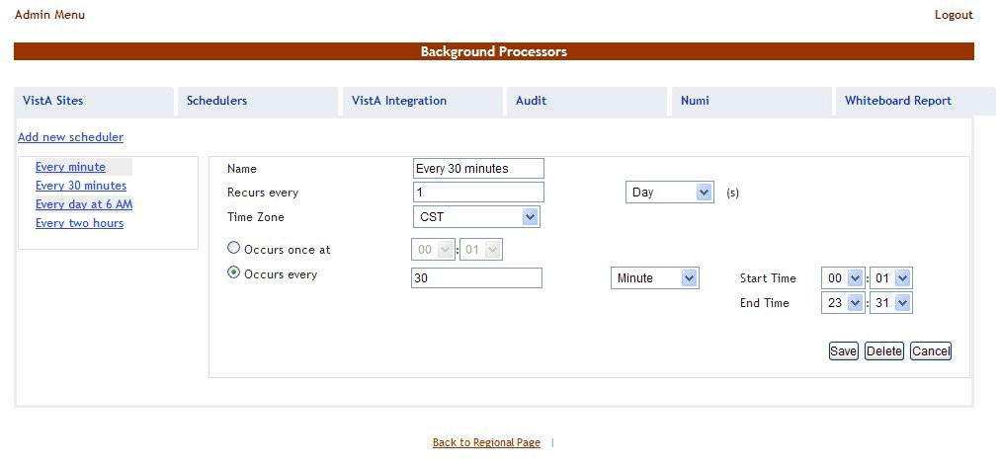 Admin Menu Logout
Background Processors
VistA Sites Schedulers VistA Integration Audit Numi Whiteboard Report
Add new scheduler
Every minute
Every 30 minutes
Every day at 6 AM
Every two hours
Name Every 30 minutes
Recurs every 1 Day (s)
Time Zone CST
Occurs once at 00 : 01
Occurs every 30 Minute Start Time 00 : 01
End Time 23 : 31
Save Delete Cancel
Back to Regional Page |